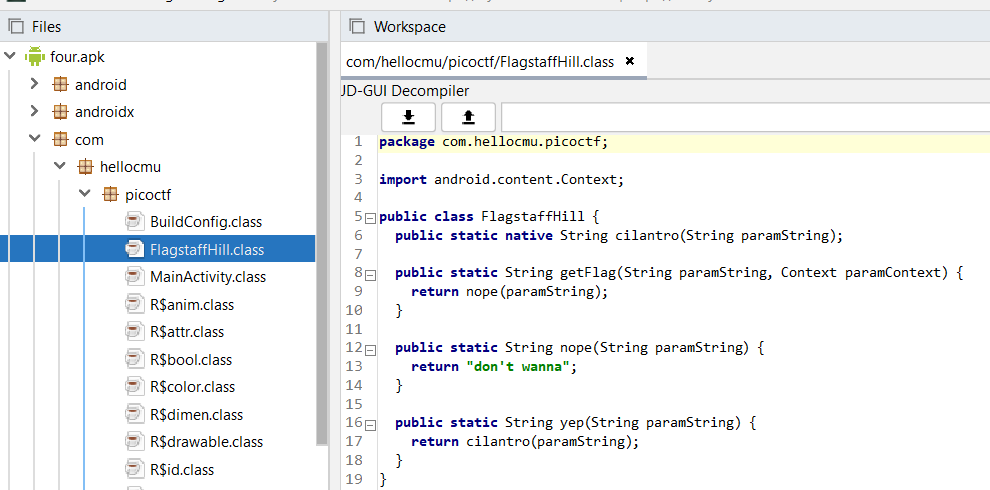 Files
four.apk
android
androidx
com
hellocmu
picoctf
BuildConfig.class
FlagstaffHill.class
MainActivity.class
R$anim.class
R$attr.class
R$bool.class
R$color.class
R$dimen.class
R$drawable.class
R$id.class
Workspace
com/hellocmu/picoctf/FlagstaffHill.class ×
JD-GUI Decompiler
1 package com.hellocmu.picoctf;
2
3 import android.content.Context;
4
5 public class FlagstaffHill {
6 public static native String cilantro(String paramString);
7
8 public static String getFlag(String paramString, Context paramContext) {
9 return nope(paramString);
10 }
11
12 public static String nope(String paramString) {
13 return "don't wanna";
14 }
15
16 public static String yep(String paramString) {
17 return cilantro(paramString);
18 }
19 }